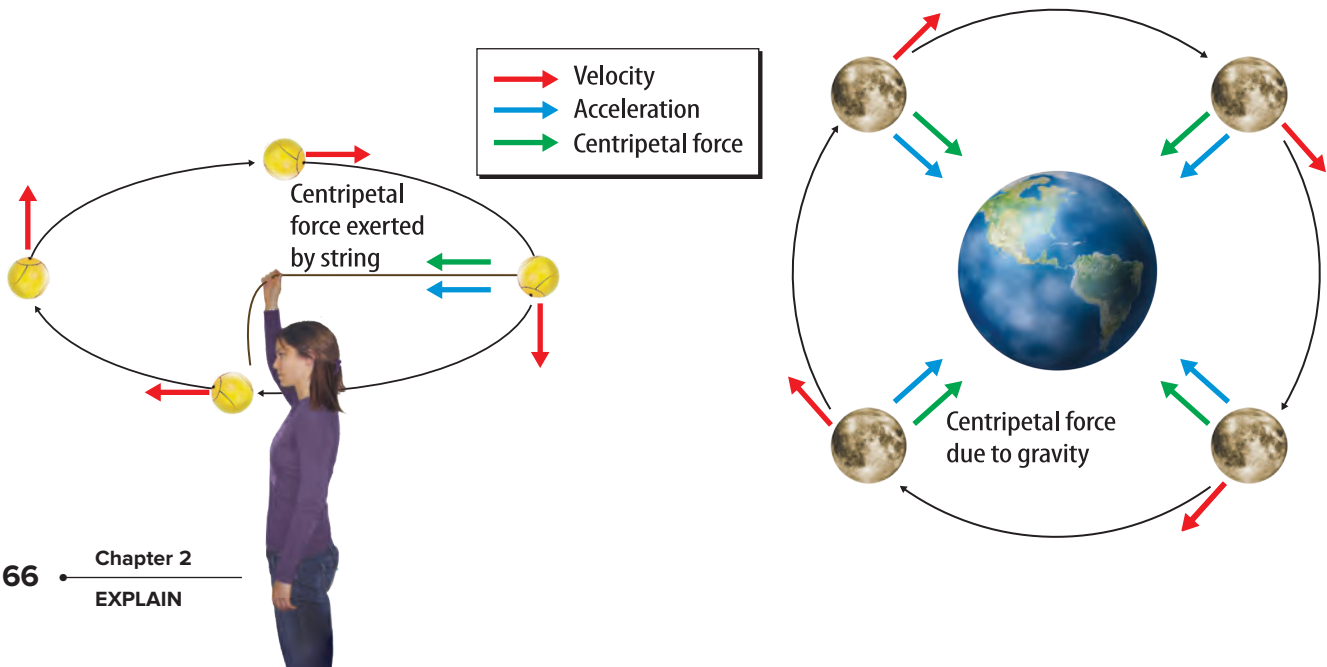 Velocity
Acceleration
Centripetal force
Centripetal
force exerted
by string
Centripetal force
due to gravity
66
Chapter 2
EXPLAIN